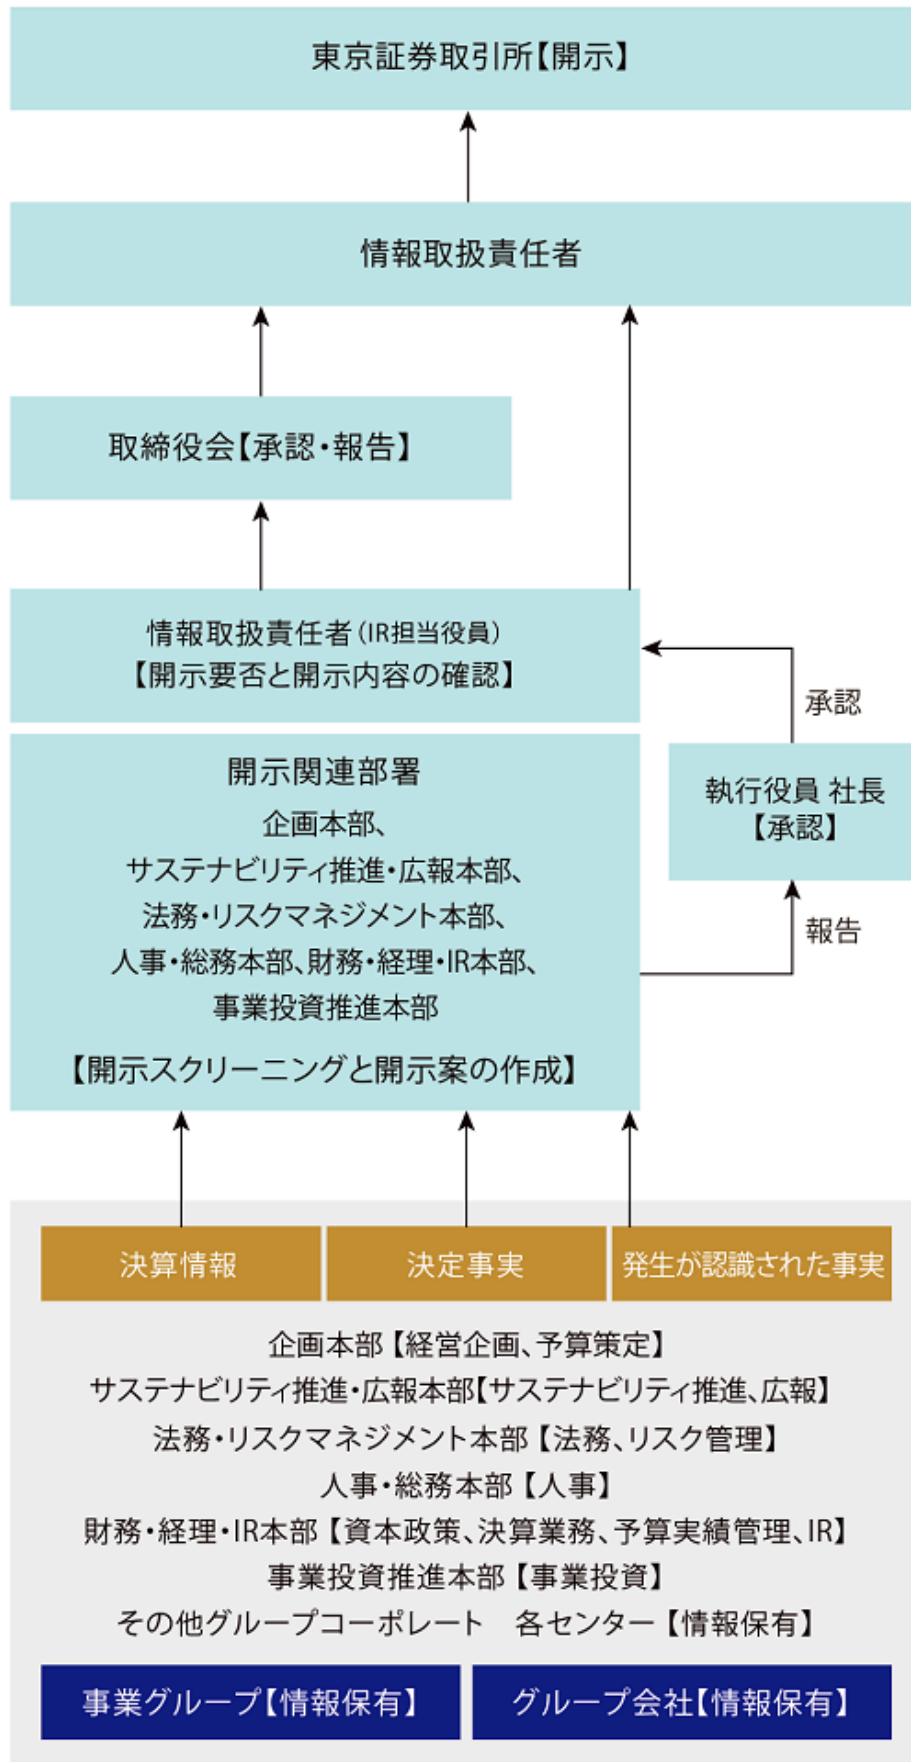 東京証券取引所【開示】
情報取扱責任者
取締役会【承認・報告】
情報取扱責任者（IR担当役員）
【開示要否と開示内容の確認】
承認
執行役員 社長
【承認】
報告
開示関連部署
企画本部、
サステナビリティ推進・広報本部、
法務・リスクマネジメント本部、
人事・総務本部、財務・経理・IR本部、
事業投資推進本部
【開示スクリーニングと開示案の作成】
決算情報
決定事実
発生が認識された事実
企画本部【経営企画、予算策定】
サステナビリティ推進・広報本部【サステナビリティ推進、広報】
法務・リスクマネジメント本部【法務、リスク管理】
人事・総務本部【人事】
財務・経理・IR本部【資本政策、決算業務、予算実績管理、IR】
事業投資推進本部【事業投資】
その他グループコーポレート　各センター【情報保有】
事業グループ【情報保有】
グループ会社【情報保有】